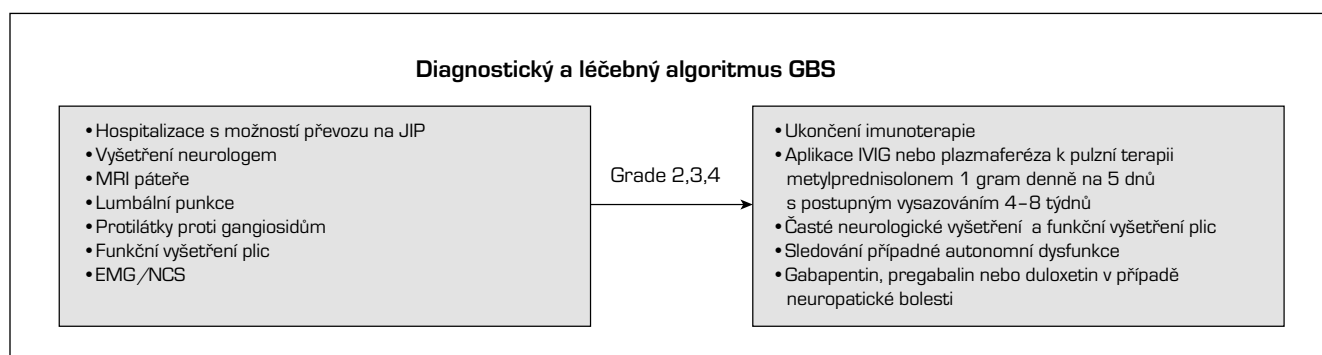 Diagnostický a léčebný algoritmus GBS
• Hospitalizace s možností převozu na JIP
• Vyšetření neurologem
• MRI páteře
• Lumbální punkce
• Protilátky proti gangiosidům
• Funkční vyšetření plic
• EMG/NCS
Grade 2,3,4
• Ukončení imunoterapie
• Aplikace IVIG nebo plazmaferéza k pulzní terapii
metylprednisolonem 1 gram denně na 5 dnů
s postupným vysazováním 4–8 týdnů
• Časté neurologické vyšetření a funkční vyšetření plic
• Sledování případné autonomní dysfunkce
• Gabapentin, pregabalin nebo duloxetin v případě
neuropatické bolesti